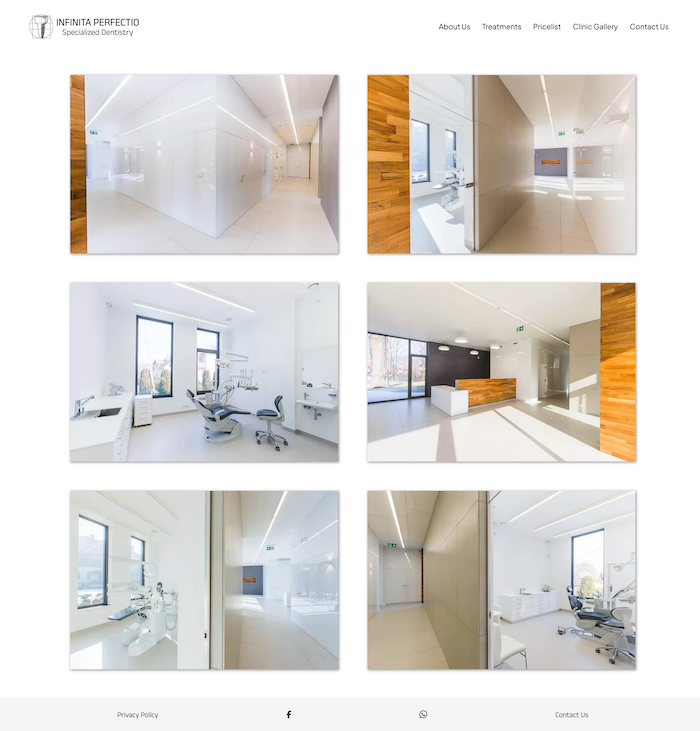 INFINITA PERFECTIO
Specialized Dentistry
About Us Treatments Pricelist Clinic Gallery Contact Us
Privacy Policy Contact Us